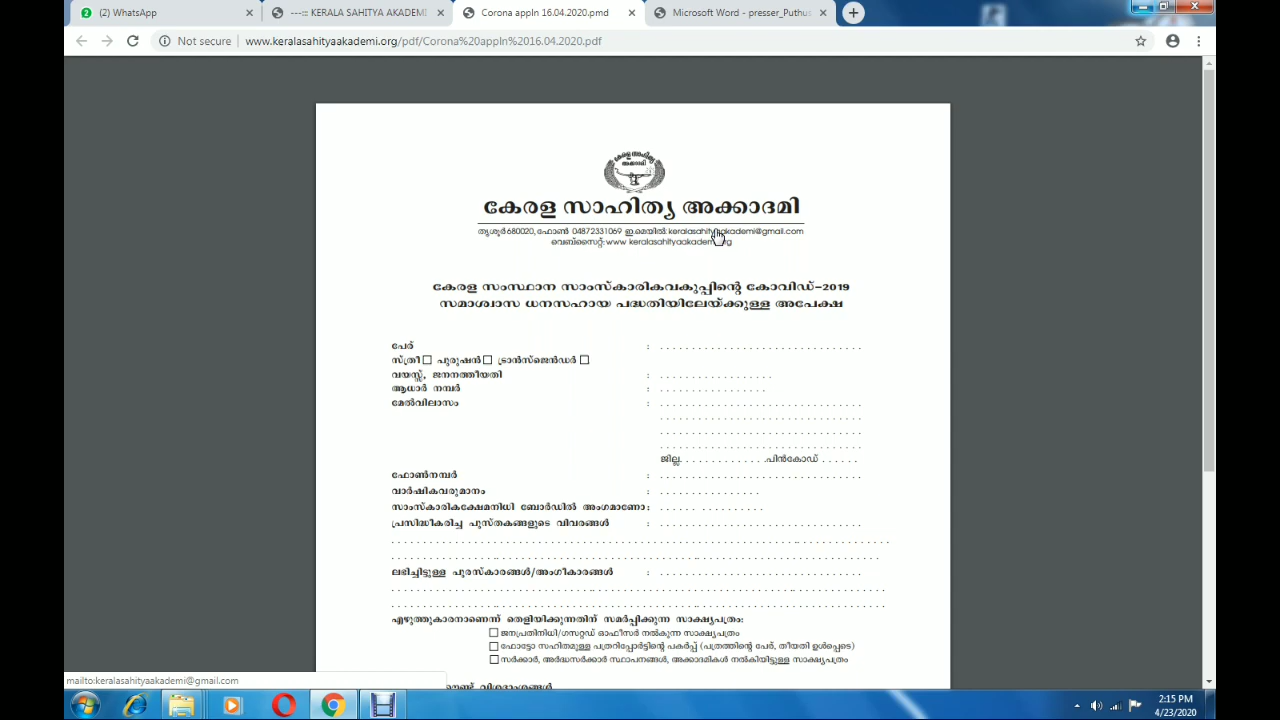 (2) WhatsApp
---:: KERALA SAHITYA AKADEMI
Corona appln 16.04.2020.pmd
Microsoft Word - presser_Puthus
Not secure
www.keralasahityaakademi.org/pdf/Corona%20appln%2016.04.2020.pdf
കേരള സാഹിത്യ അക്കാദമി
കേരള സാഹിത്യ അക്കാദമി
തൃശൂർ 680020, ഫോൺ 04872331069 ഇ.മെയിൽ:keralasahityaakademi@gmail.com
വെബ്സൈറ്റ്: www keralasahityaakademi.org
കേരള സംസ്ഥാന സാംസ്കാരികവകുപ്പിന്റെ കോവിഡ്-2019
സമാശ്വാസ ധനസഹായ പദ്ധതിയിലേയ്ക്കുള്ള അപേക്ഷ
പേര് :
സ്ത്രീ പുരുഷൻ ട്രാൻസ്ജെൻഡർ
വയസ്സ്, ജനനത്തീയതി :
ആധാർ നമ്പർ :
മേൽവിലാസം :
ജില്ല. . . . . . . . . . . . . .പിൻകോഡ് . . . . . .
ഫോൺനമ്പർ :
വാർഷികവരുമാനം :
സാംസ്കാരികക്ഷേമനിധി ബോർഡിൽ അംഗമാണോ :
പ്രസിദ്ധീകരിച്ച പുസ്തകങ്ങളുടെ വിവരങ്ങൾ :
ലഭിച്ചിട്ടുള്ള പുരസ്കാരങ്ങൾ/അംഗീകാരങ്ങൾ :
എഴുത്തുകാരനാണെന്ന് തെളിയിക്കുന്നതിന് സമർപ്പിക്കുന്ന സാക്ഷ്യപത്രം:
ജനപ്രതിനിധി/ഗസറ്റഡ് ഓഫീസർ നൽകുന്ന സാക്ഷ്യപത്രം
ഫോട്ടോ സഹിതമുള്ള പത്രറിപ്പോർട്ടിന്റെ പകർപ്പ് (പത്രത്തിന്റെ പേര്, തീയതി ഉൾപ്പെടെ)
സർക്കാർ, അർദ്ധസർക്കാർ സ്ഥാപനങ്ങൾ, അക്കാദമികൾ നൽകിയിട്ടുള്ള സാക്ഷ്യപത്രം
mailto:keralasahityaakademi@gmail.com
2:15 PM
4/23/2020